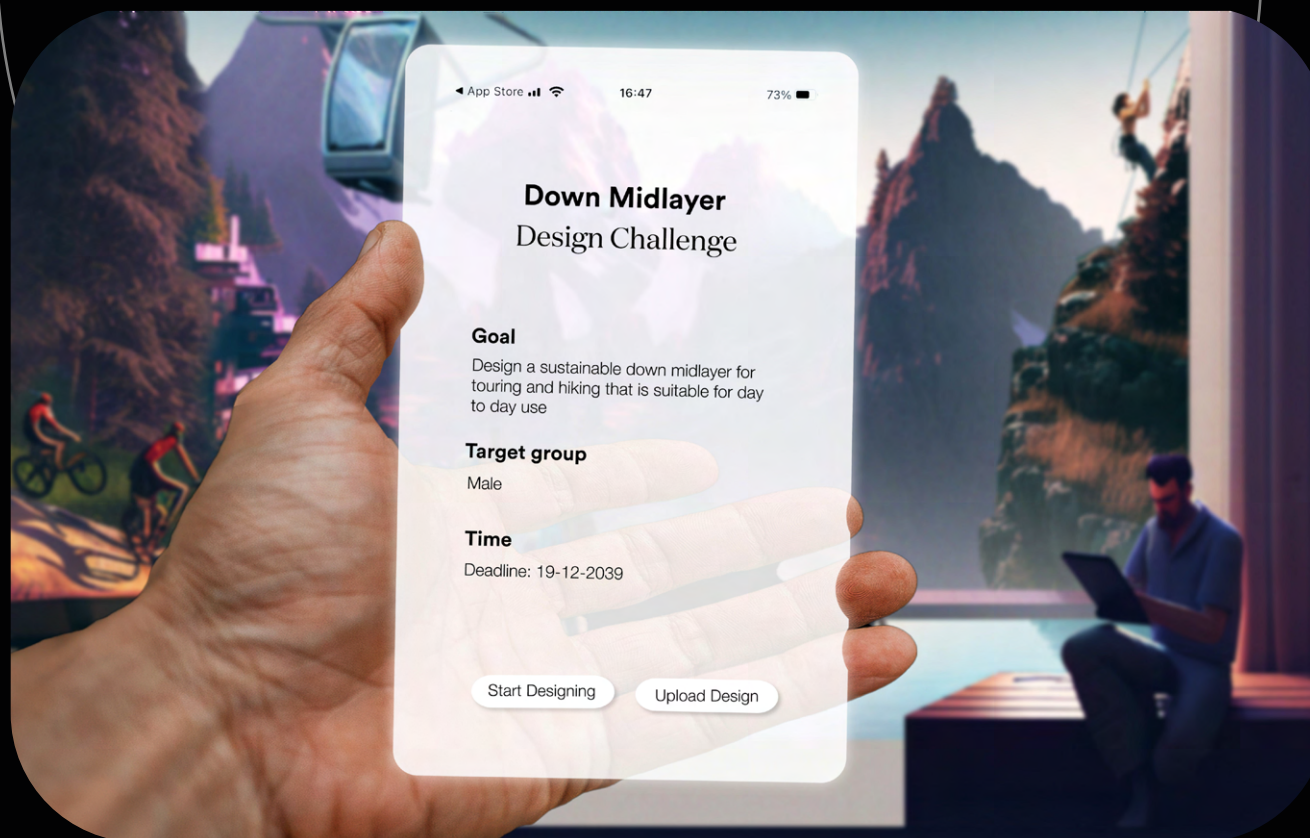 ◀ App Store 16:47 73%
Down Midlayer
Design Challenge
Goal
Design a sustainable down midlayer for
touring and hiking that is suitable for day
to day use
Target group
Male
Time
Deadline: 19-12-2039
Start Designing Upload Design